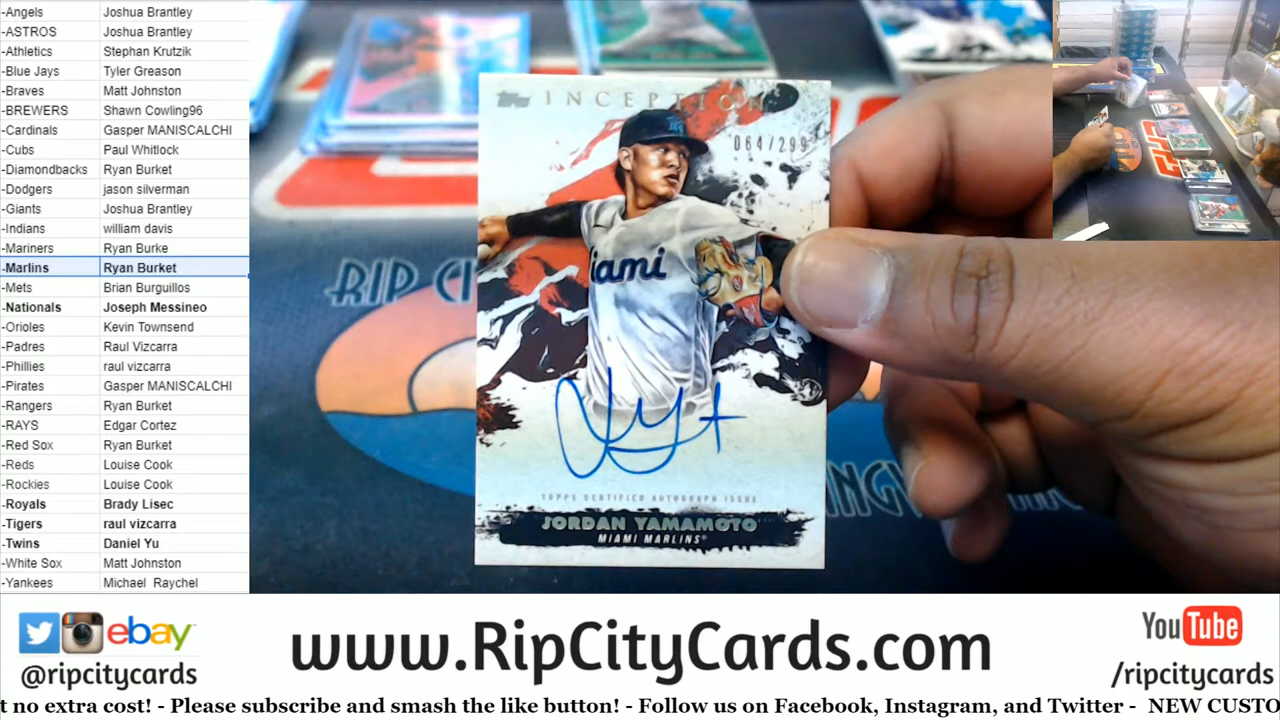 -Angels Joshua Brantley
-ASTROS Joshua Brantley
-Athletics Stephan Krutzik
-Blue Jays Tyler Greason
-Braves Matt Johnston
-BREWERS Shawn Cowling96
-Cardinals Gasper MANISCALCHI
-Cubs Paul Whitlock
-Diamondbacks Ryan Burket
-Dodgers jason silverman
-Giants Joshua Brantley
-Indians william davis
-Mariners Ryan Burke
-Marlins Ryan Burket
-Mets Brian Burguillos
-Nationals Joseph Messineo
-Orioles Kevin Townsend
-Padres Raul Vizcarra
-Phillies raul vizcarra
-Pirates Gasper MANISCALCHI
-Rangers Ryan Burket
-RAYS Edgar Cortez
-Red Sox Ryan Burket
-Reds Louise Cook
-Rockies Louise Cook
-Royals Brady Lisec
-Tigers raul vizcarra
-Twins Daniel Yu
-White Sox Matt Johnston
-Yankees Michael Raychel
topps INCEPTION
064/299
iami
RIP CI
TOPPS CERTIFIED AUTOGRAPH ISSUE
JORDAN YAMAMOTO
MIAMI MARLINS®
ebay
@ripcitycards
www.RipCityCards.com
YouTube
/ripcitycards
t no extra cost! - Please subscribe and smash the like button! - Follow us on Facebook, Instagram, and Twitter - NEW CUSTO